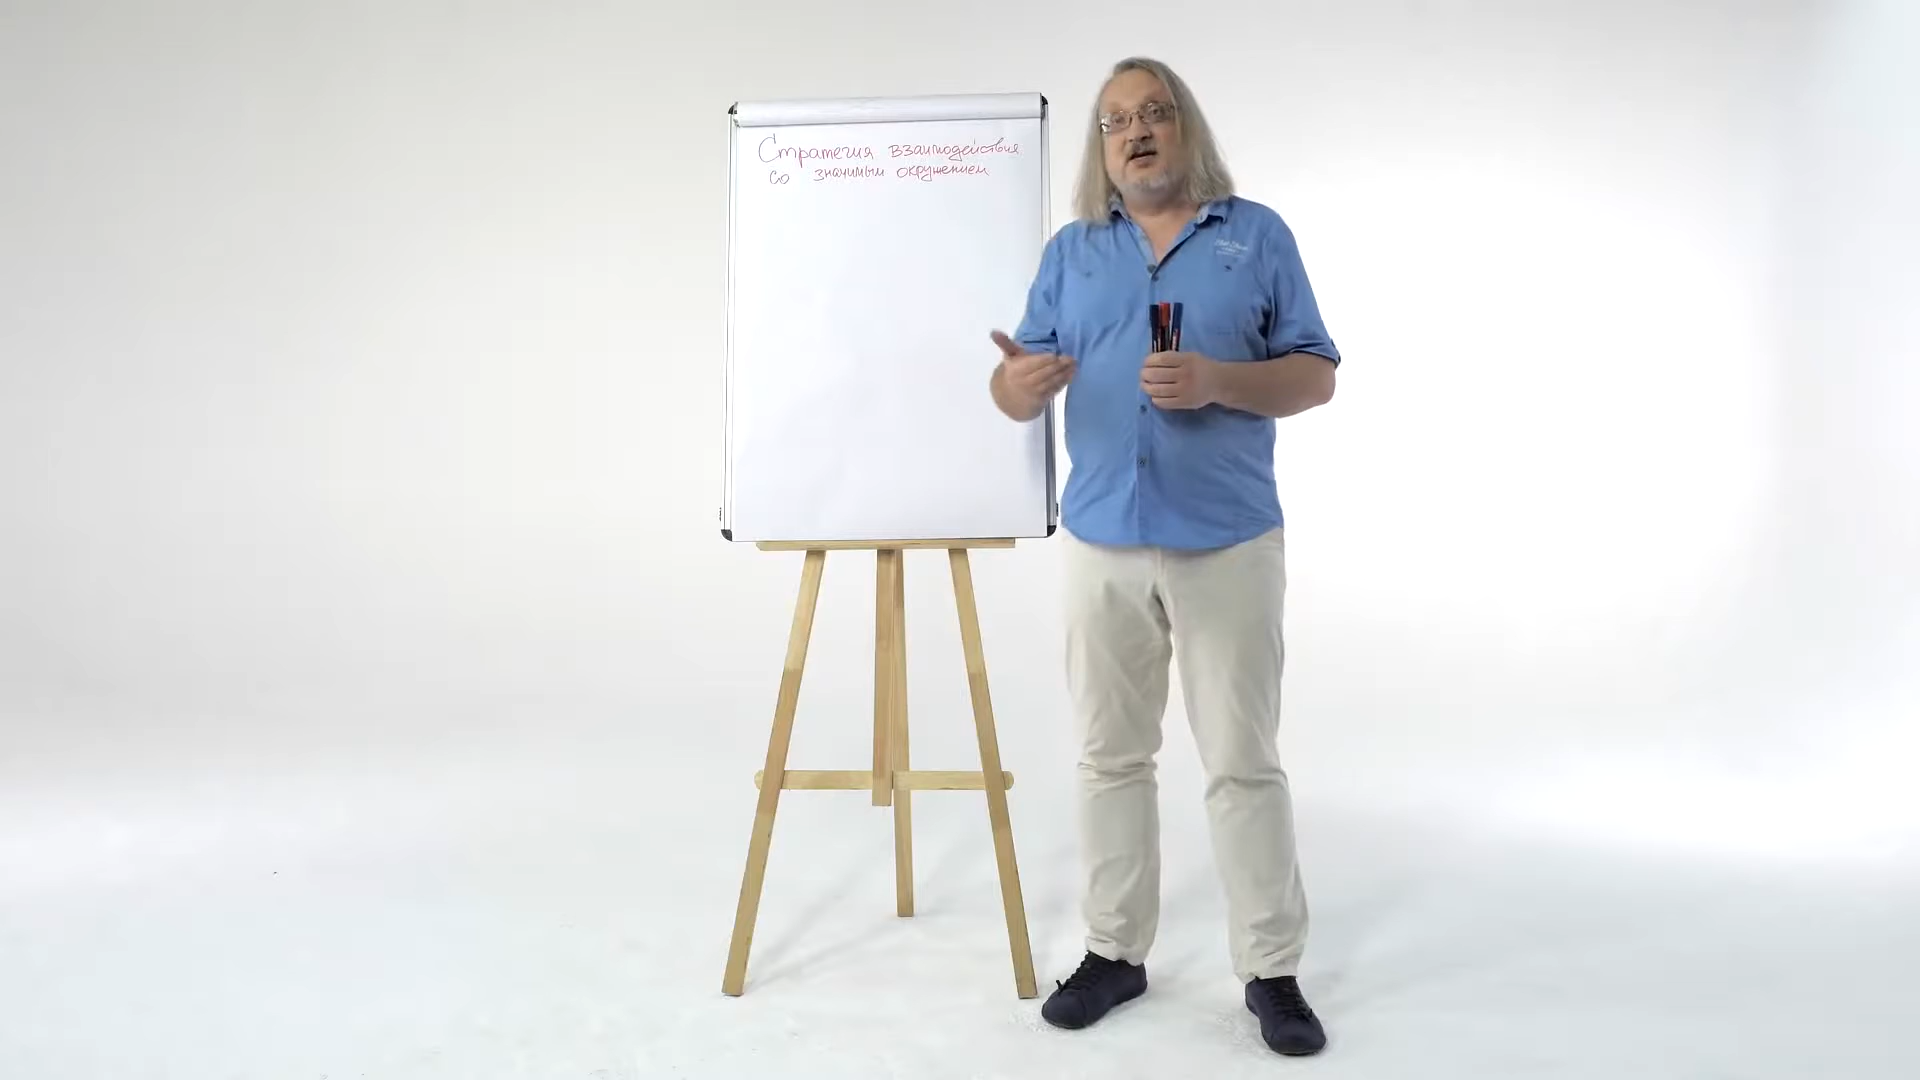 Стратегия взаимодействия
со значимым окружением